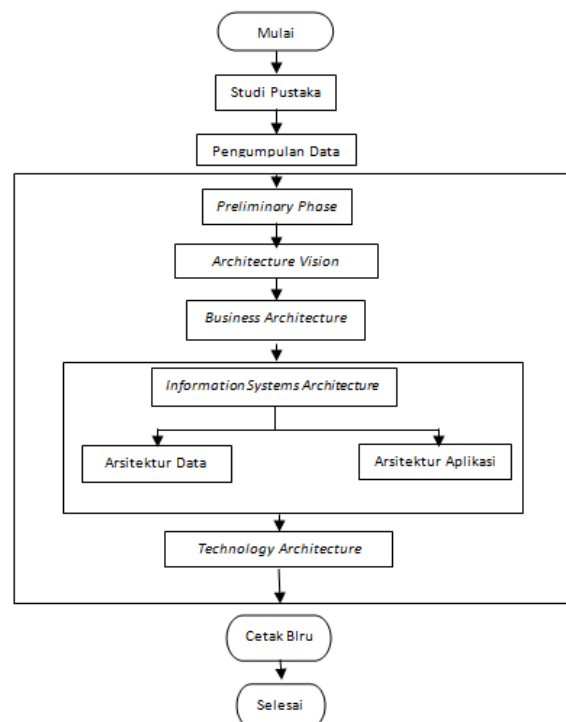 Mulai
Studi Pustaka
Pengumpulan Data
Preliminary Phase
Architecture Vision
Business Architecture
Information Systems Architecture
Arsitektur Data
Arsitektur Aplikasi
Technology Architecture
Cetak BIru
Selesai